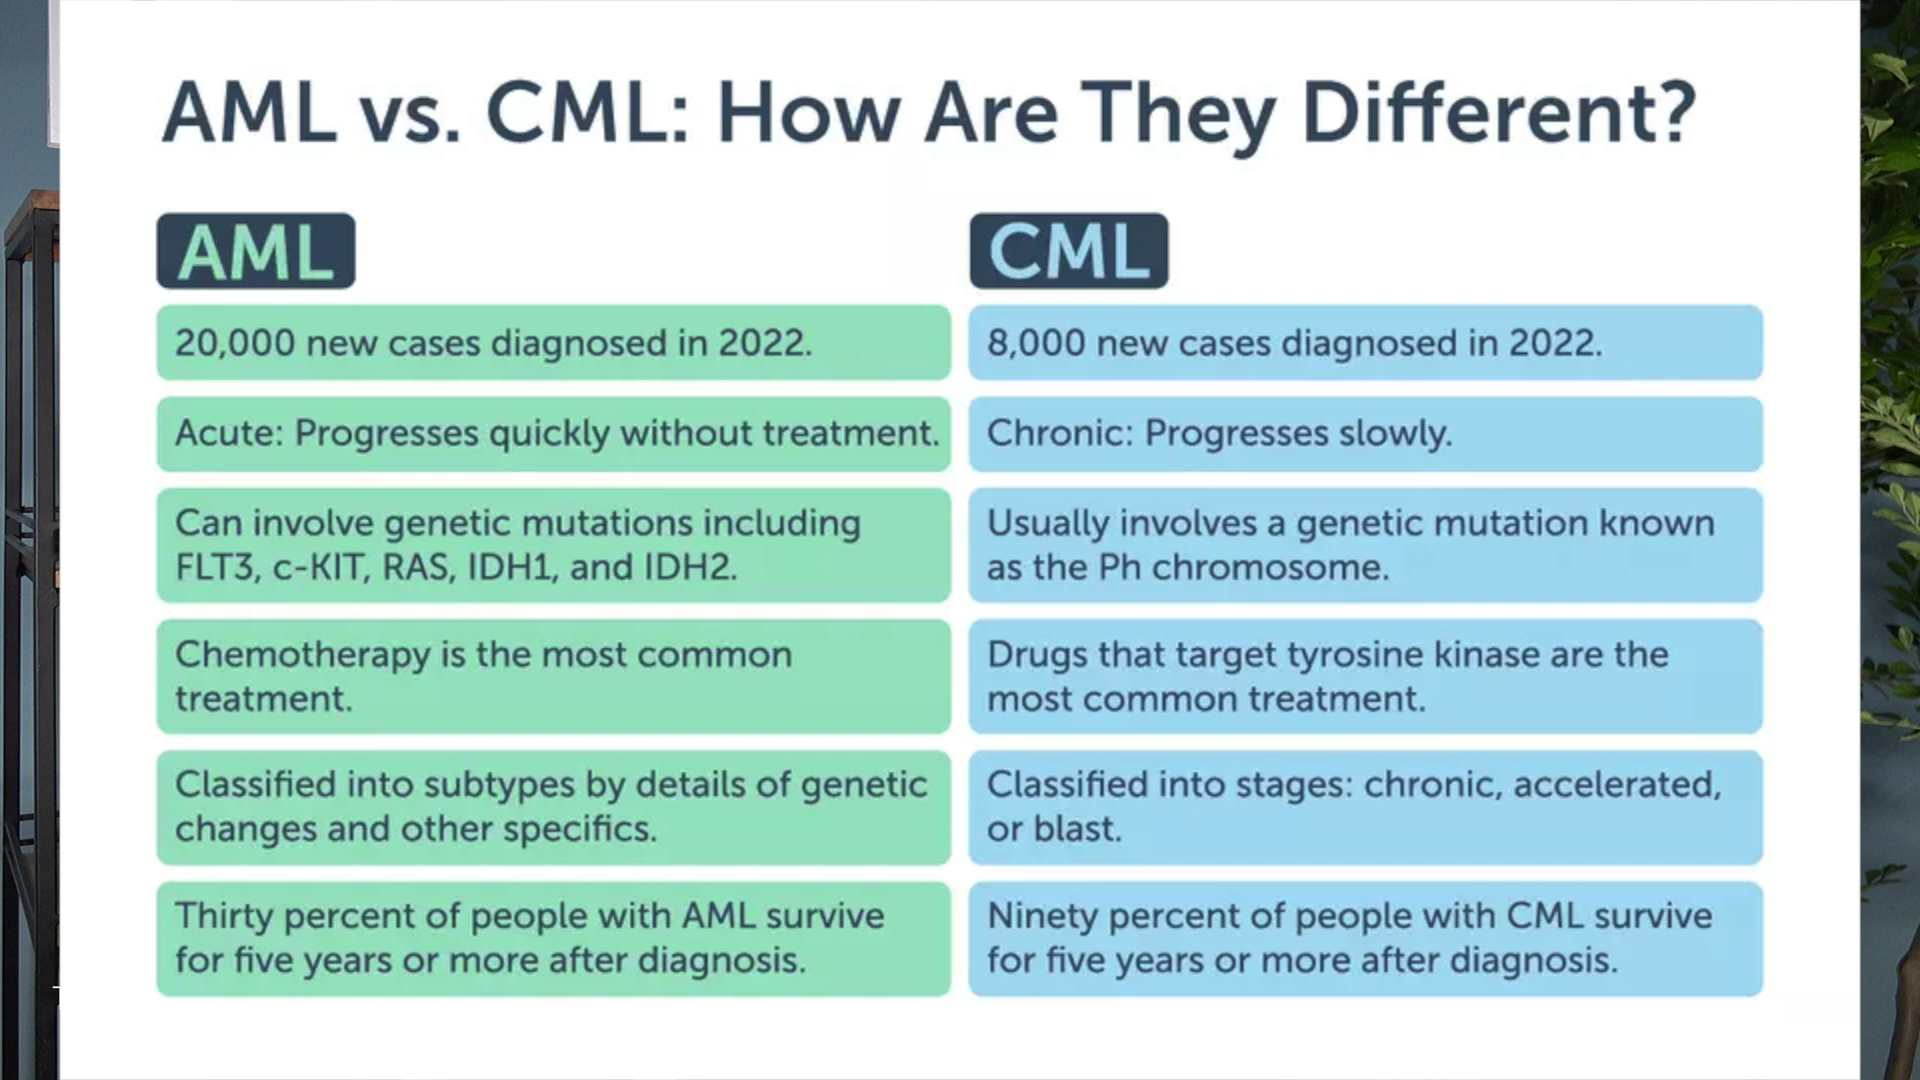 AML vs. CML: How Are They Different?
AML
20,000 new cases diagnosed in 2022.
Acute: Progresses quickly without treatment.
Can involve genetic mutations including
FLT3, c-KIT, RAS, IDH1, and IDH2.
Chemotherapy is the most common
treatment.
Classified into subtypes by details of genetic
changes and other specifics.
Thirty percent of people with AML survive
for five years or more after diagnosis.
CML
8,000 new cases diagnosed in 2022.
Chronic: Progresses slowly.
Usually involves a genetic mutation known
as the Ph chromosome.
Drugs that target tyrosine kinase are the
most common treatment.
Classified into stages: chronic, accelerated,
or blast.
Ninety percent of people with CML survive
for five years or more after diagnosis.